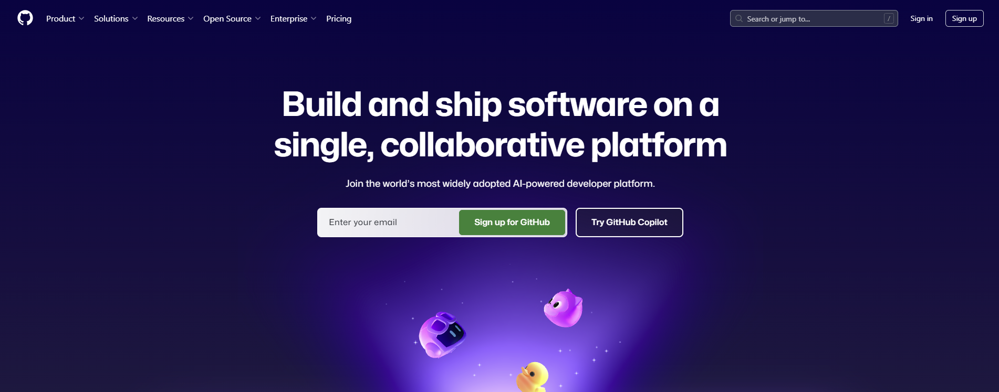 Product Solutions Resources Open Source Enterprise Pricing Search or jump to... / Sign in Sign up
Build and ship software on a
single, collaborative platform
Join the world’s most widely adopted AI-powered developer platform.
Enter your email Sign up for GitHub Try GitHub Copilot